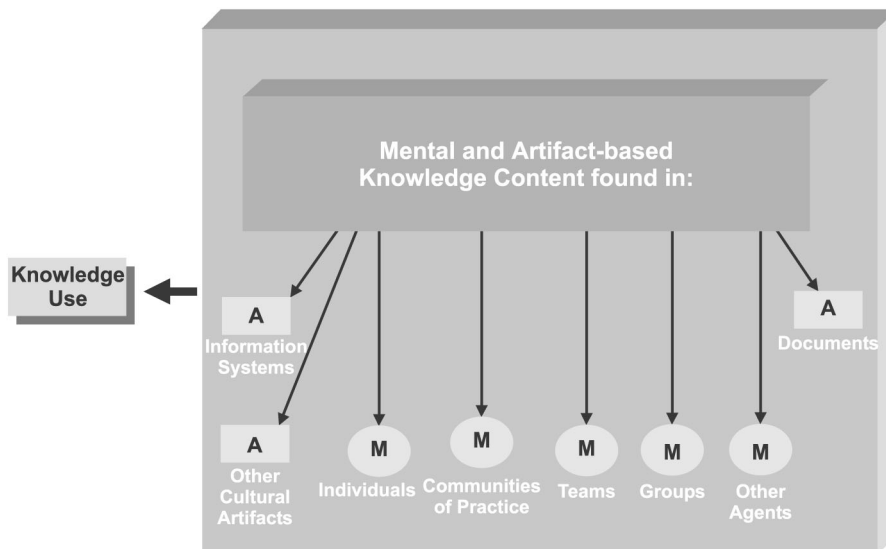 Mental and Artifact-based
Knowledge Content found in:
Knowledge
Use
A
Information
Systems
A
Documents
A
Other
Cultural
Artifacts
M
Individuals
M
Communities
of Practice
M
Teams
M
Groups
M
Other
Agents